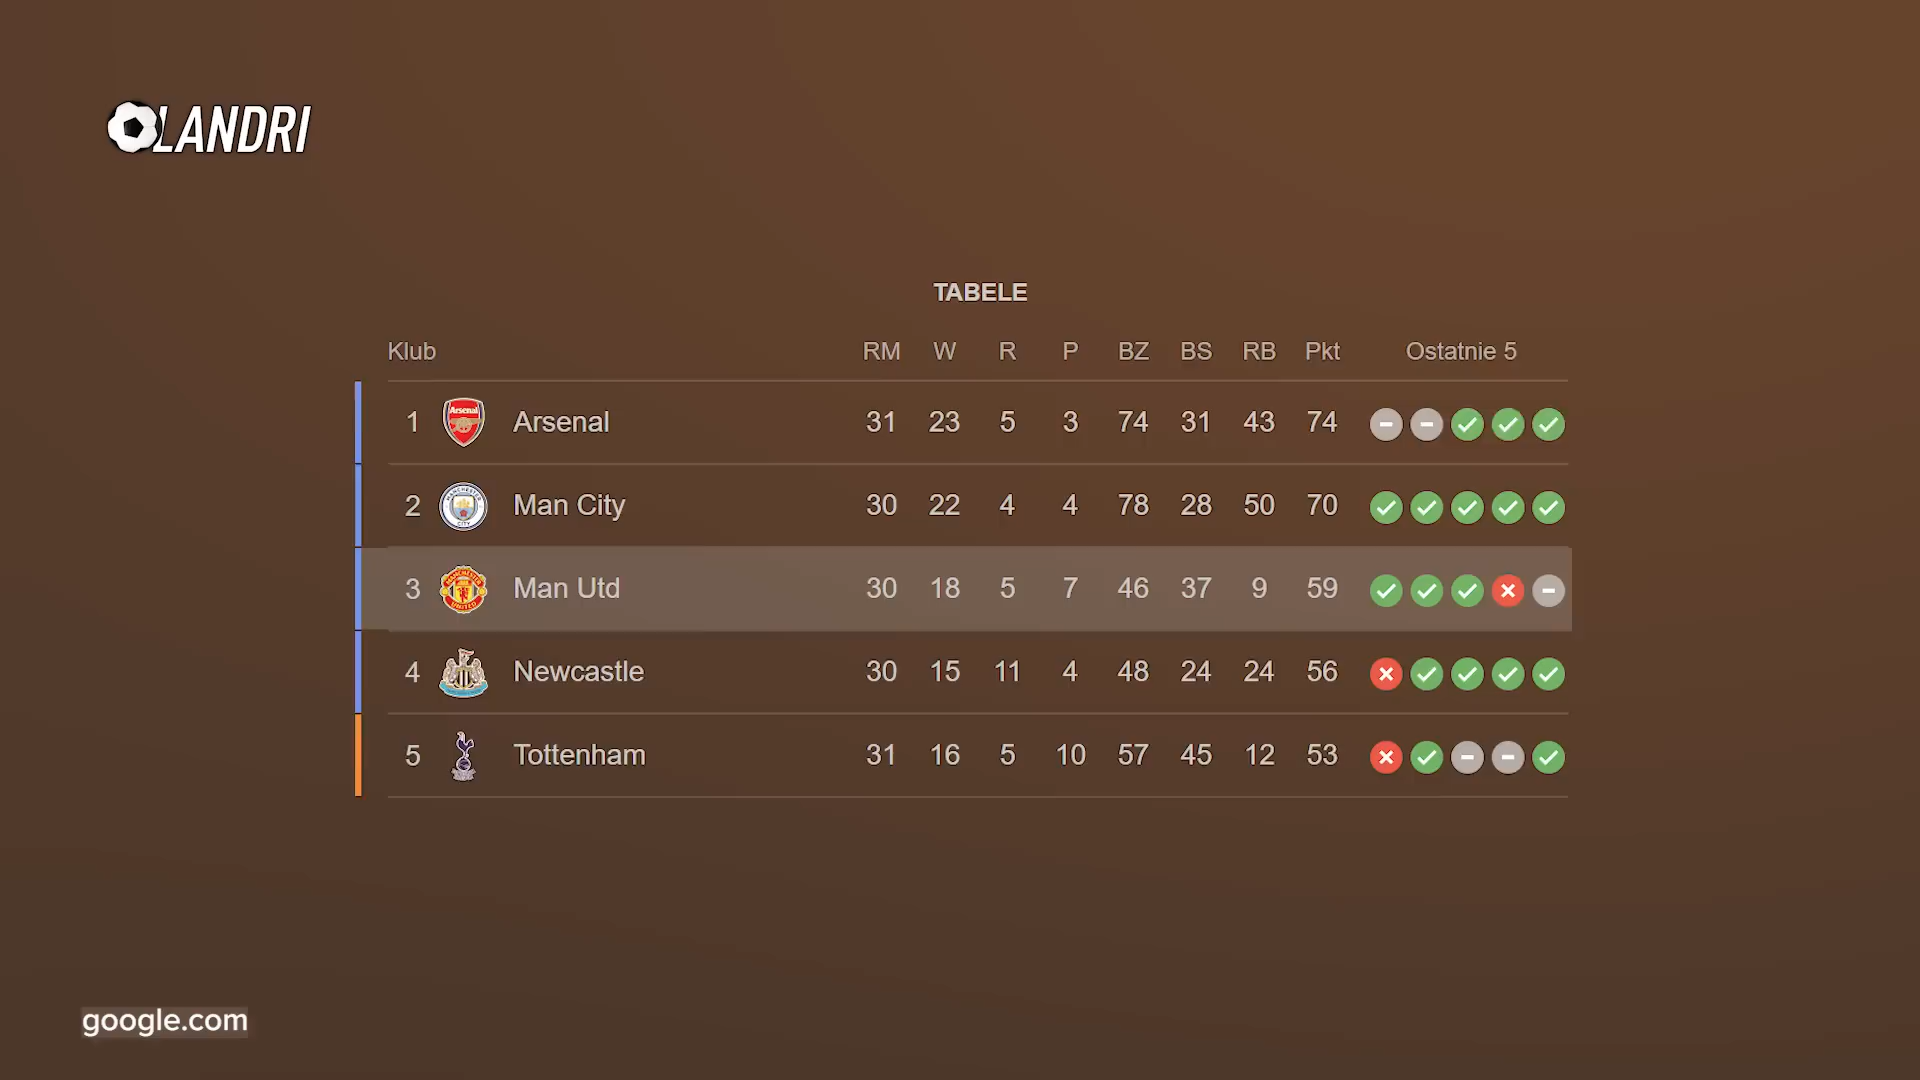 LANDRI
TABELE
Klub RM W R P BZ BS RB Pkt Ostatnie 5
1 Arsenal 31 23 5 3 74 31 43 74
2 Man City 30 22 4 4 78 28 50 70
3 Man Utd 30 18 5 7 46 37 9 59
4 Newcastle 30 15 11 4 48 24 24 56
5 Tottenham 31 16 5 10 57 45 12 53
google.com